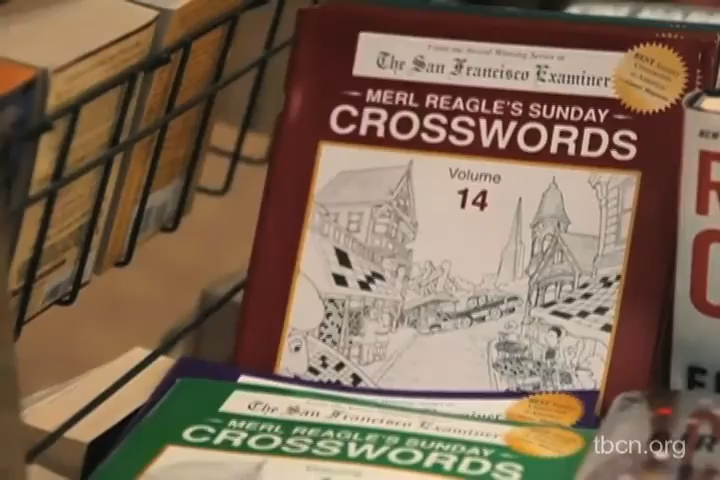 The San Francisco Examiner
MERL REAGLE'S SUNDAY
CROSSWORDS
Volume
14
BEST
The San Francisco Examiner
MERL REAGLE'S SUNDAY
CROSSWORDS
tbcn.org